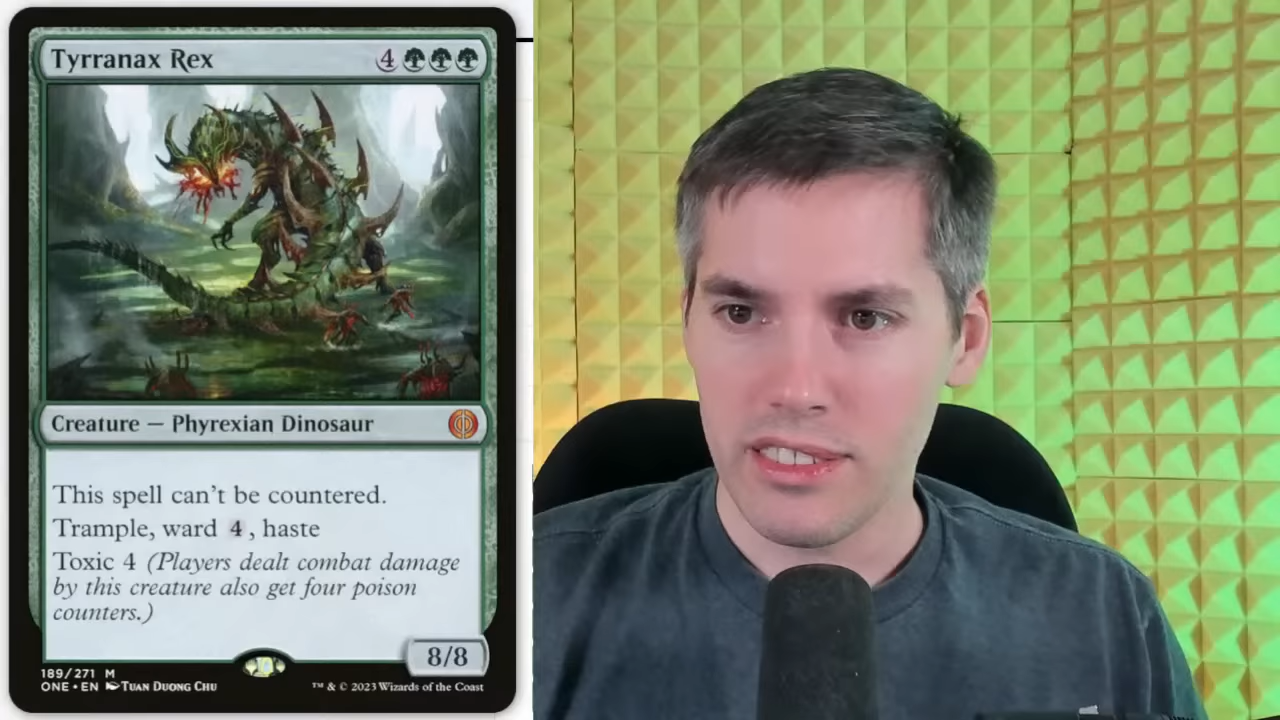 Tyrranax Rex 4
Creature — Phyrexian Dinosaur
This spell can't be countered.
Trample, ward 4, haste
Toxic 4 (Players dealt combat damage
by this creature also get four poison
counters.)
8/8
189/271 M
ONE • EN Tuan Duong Chu ™ & © 2023 Wizards of the Coast